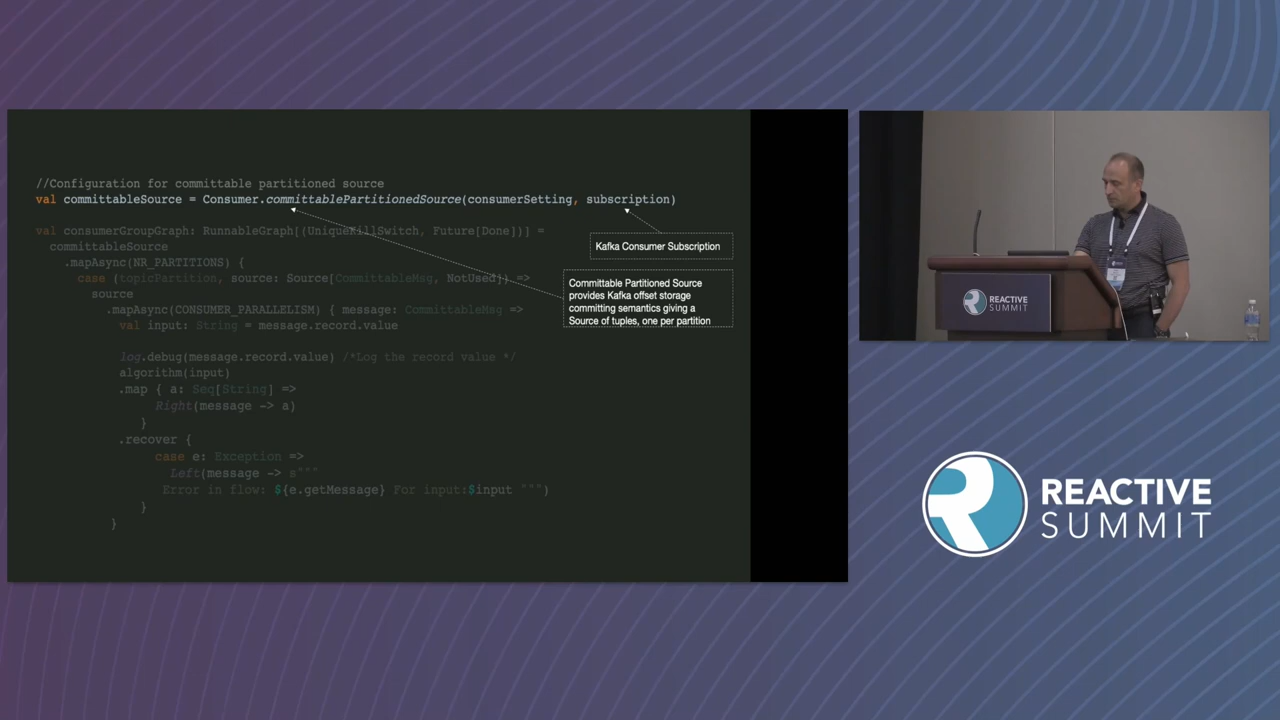 //Configuration for committable partitioned source
val committableSource = Consumer.committablePartitionedSource(consumerSetting, subscription)
val consumerGroupGraph: RunnableGraph[(UniqueKillSwitch, Future[Done])] =
committableSource
.mapAsync(NR_PARTITIONS) {
case (topicPartition, source: Source[CommittableMsg, NotUsed]) =>
source
.mapAsync(CONSUMER_PARALLELISM) { message: CommittableMsg =>
val input: String = message.record.value
log.debug(message.record.value) /*Log the record value */
algorithm(input)
.map { a: Seq[String] =>
Right(message -> a)
}
.recover {
case e: Exception =>
Left(message -> s"""
Error in flow: ${e.getMessage} For input:$input """)
}
}
Kafka Consumer Subscription
Committable Partitioned Source
provides Kafka offset storage
committing semantics giving a
Source of tuples, one per partition
REACTIVE
SUMMIT
REACTIVE
SUMMIT